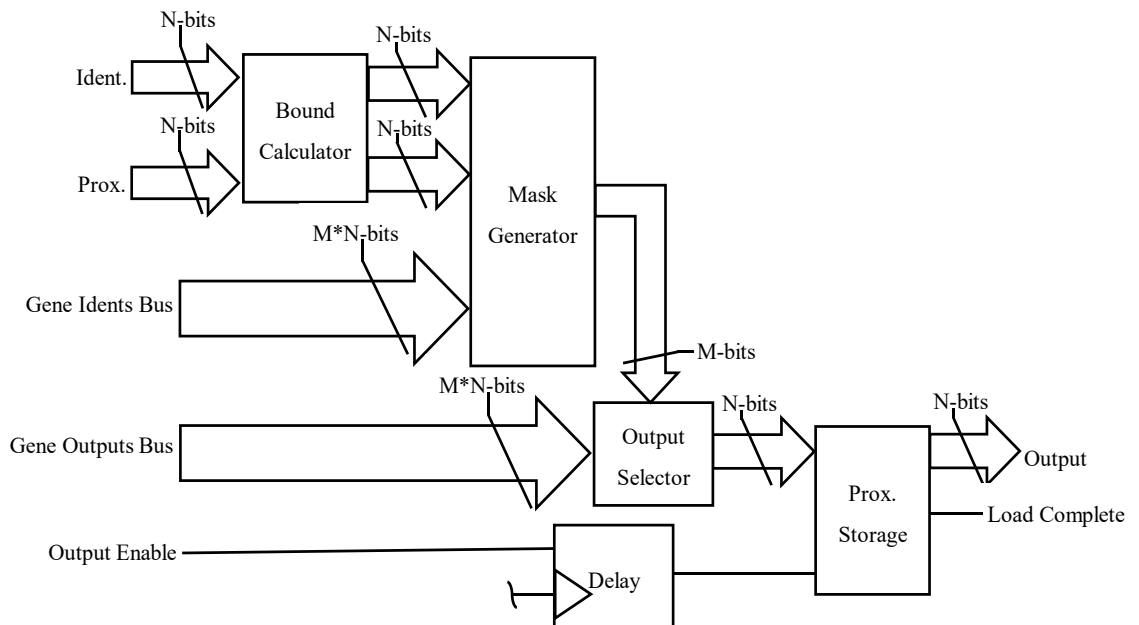 N-bits
Ident.
N-bits
Prox.
Bound
Calculator
N-bits
N-bits
M*N-bits
Gene Idents Bus
Mask
Generator
M-bits
M*N-bits
Gene Outputs Bus
Output
Selector
N-bits
N-bits
Output
Prox.
Storage
Load Complete
Output Enable
Delay